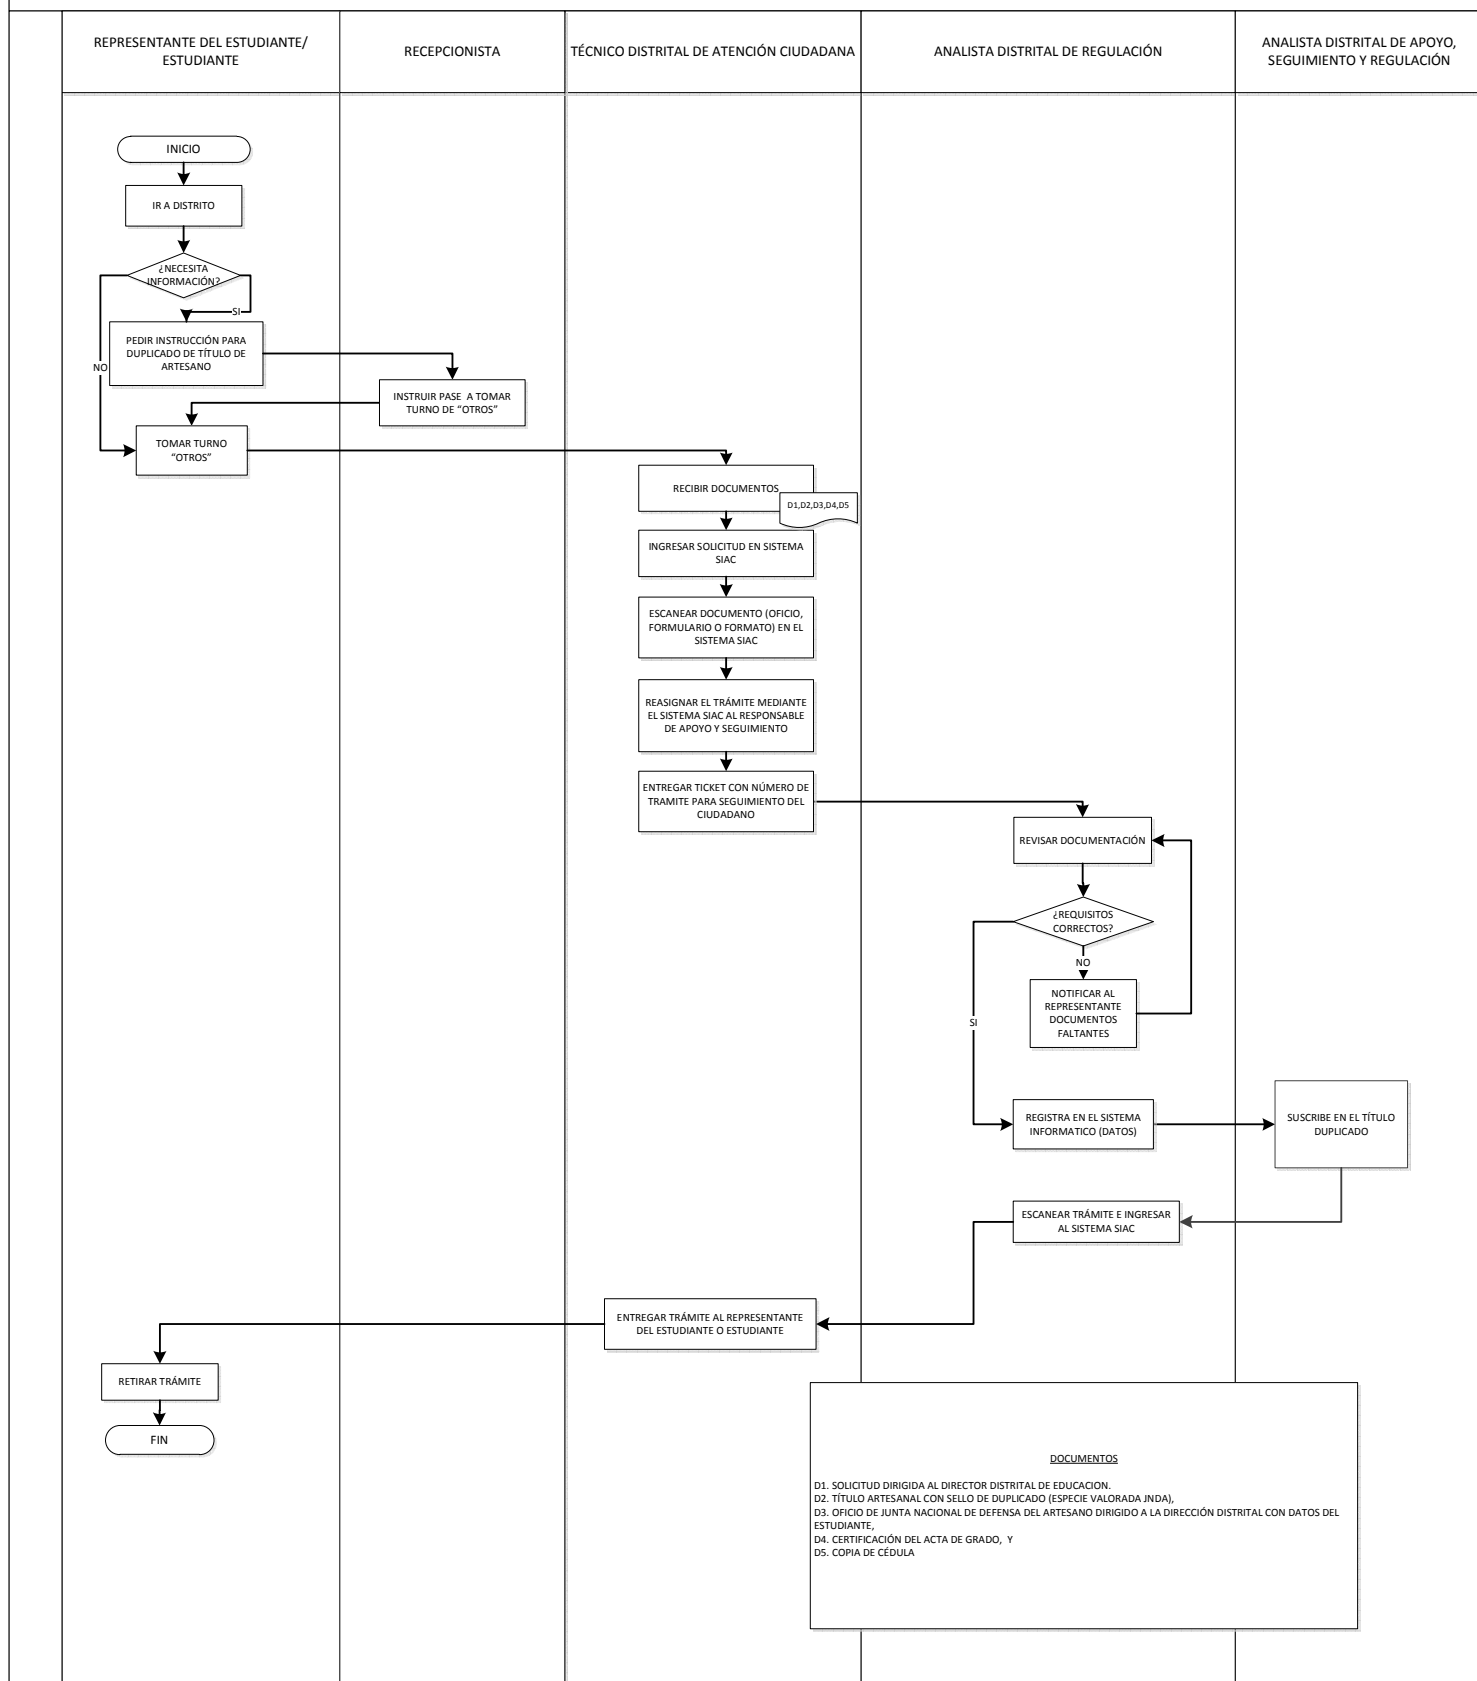 REPRESENTANTE DEL ESTUDIANTE/
ESTUDIANTE
RECEPCIONISTA
TÉCNICO DISTRITAL DE ATENCIÓN CIUDADANA
ANALISTA DISTRITAL DE REGULACIÓN
ANALISTA DISTRITAL DE APOYO,
SEGUIMIENTO Y REGULACIÓN
INICIO
IR A DISTRITO
¿NECESITA
INFORMACIÓN?
SI
NO
PEDIR INSTRUCCIÓN PARA
DUPLICADO DE TÍTULO DE
ARTESANO
INSTRUIR PASE A TOMAR
TURNO DE “OTROS”
TOMAR TURNO
“OTROS”
RECIBIR DOCUMENTOS
D1,D2,D3,D4,D5
INGRESAR SOLICITUD EN SISTEMA
SIAC
ESCANEAR DOCUMENTO (OFICIO,
FORMULARIO O FORMATO) EN EL
SISTEMA SIAC
REASIGNAR EL TRÁMITE MEDIANTE
EL SISTEMA SIAC AL RESPONSABLE
DE APOYO Y SEGUIMIENTO
ENTREGAR TICKET CON NÚMERO DE
TRAMITE PARA SEGUIMIENTO DEL
CIUDADANO
REVISAR DOCUMENTACIÓN
¿REQUISITOS
CORRECTOS?
NO
NOTIFICAR AL
REPRESENTANTE
DOCUMENTOS
FALTANTES
SI
REGISTRA EN EL SISTEMA
INFORMATICO (DATOS)
SUSCRIBE EN EL TÍTULO
DUPLICADO
ESCANEAR TRÁMITE E INGRESAR
AL SISTEMA SIAC
ENTREGAR TRÁMITE AL REPRESENTANTE
DEL ESTUDIANTE O ESTUDIANTE
RETIRAR TRÁMITE
FIN
DOCUMENTOS
D1. SOLICITUD DIRIGIDA AL DIRECTOR DISTRITAL DE EDUCACION.
D2. TÍTULO ARTESANAL CON SELLO DE DUPLICADO (ESPECIE VALORADA JNDA),
D3. OFICIO DE JUNTA NACIONAL DE DEFENSA DEL ARTESANO DIRIGIDO A LA DIRECCIÓN DISTRITAL CON DATOS DEL
ESTUDIANTE,
D4. CERTIFICACIÓN DEL ACTA DE GRADO, Y
D5. COPIA DE CÉDULA